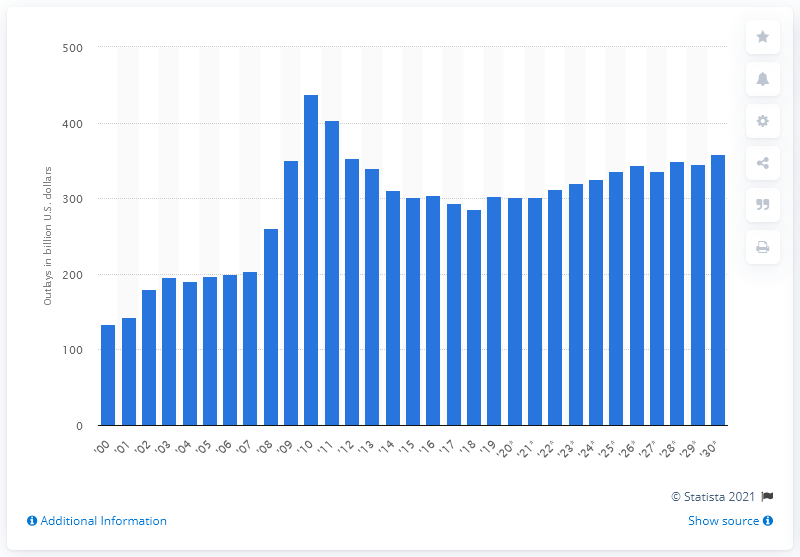 500
400
300
200
100
0
Outlays in billion U.S. dollars
'00 '01 '02 '03 '04 '05 '06 '07 '08 '09 '10 '11 '12 '13 '14 '15 '16 '17 '18 '19 '20* '21* '22* '23* '24* '25* '26* '27* '28* '29* '30*
© Statista 2021
Additional Information
Show source